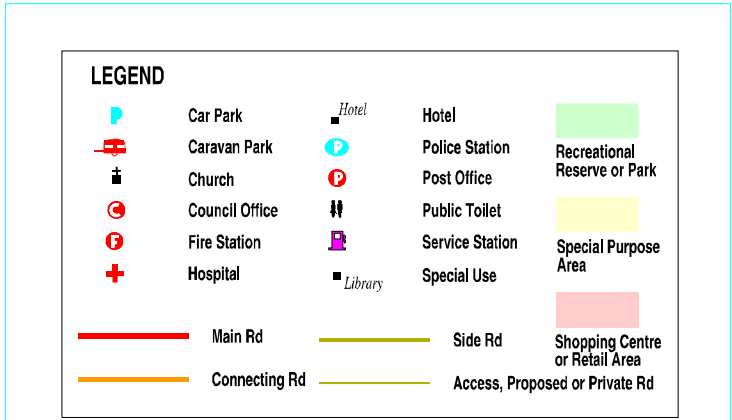 LEGEND
P Car Park
Hotel Hotel
Caravan Park
P Police Station
Recreational
Reserve or Park
Church
P Post Office
C Council Office
Public Toilet
F Fire Station
Service Station
Special Purpose
Area
Hospital
Library Special Use
Main Rd
Side Rd
Shopping Centre
or Retail Area
Connecting Rd
Access, Proposed or Private Rd